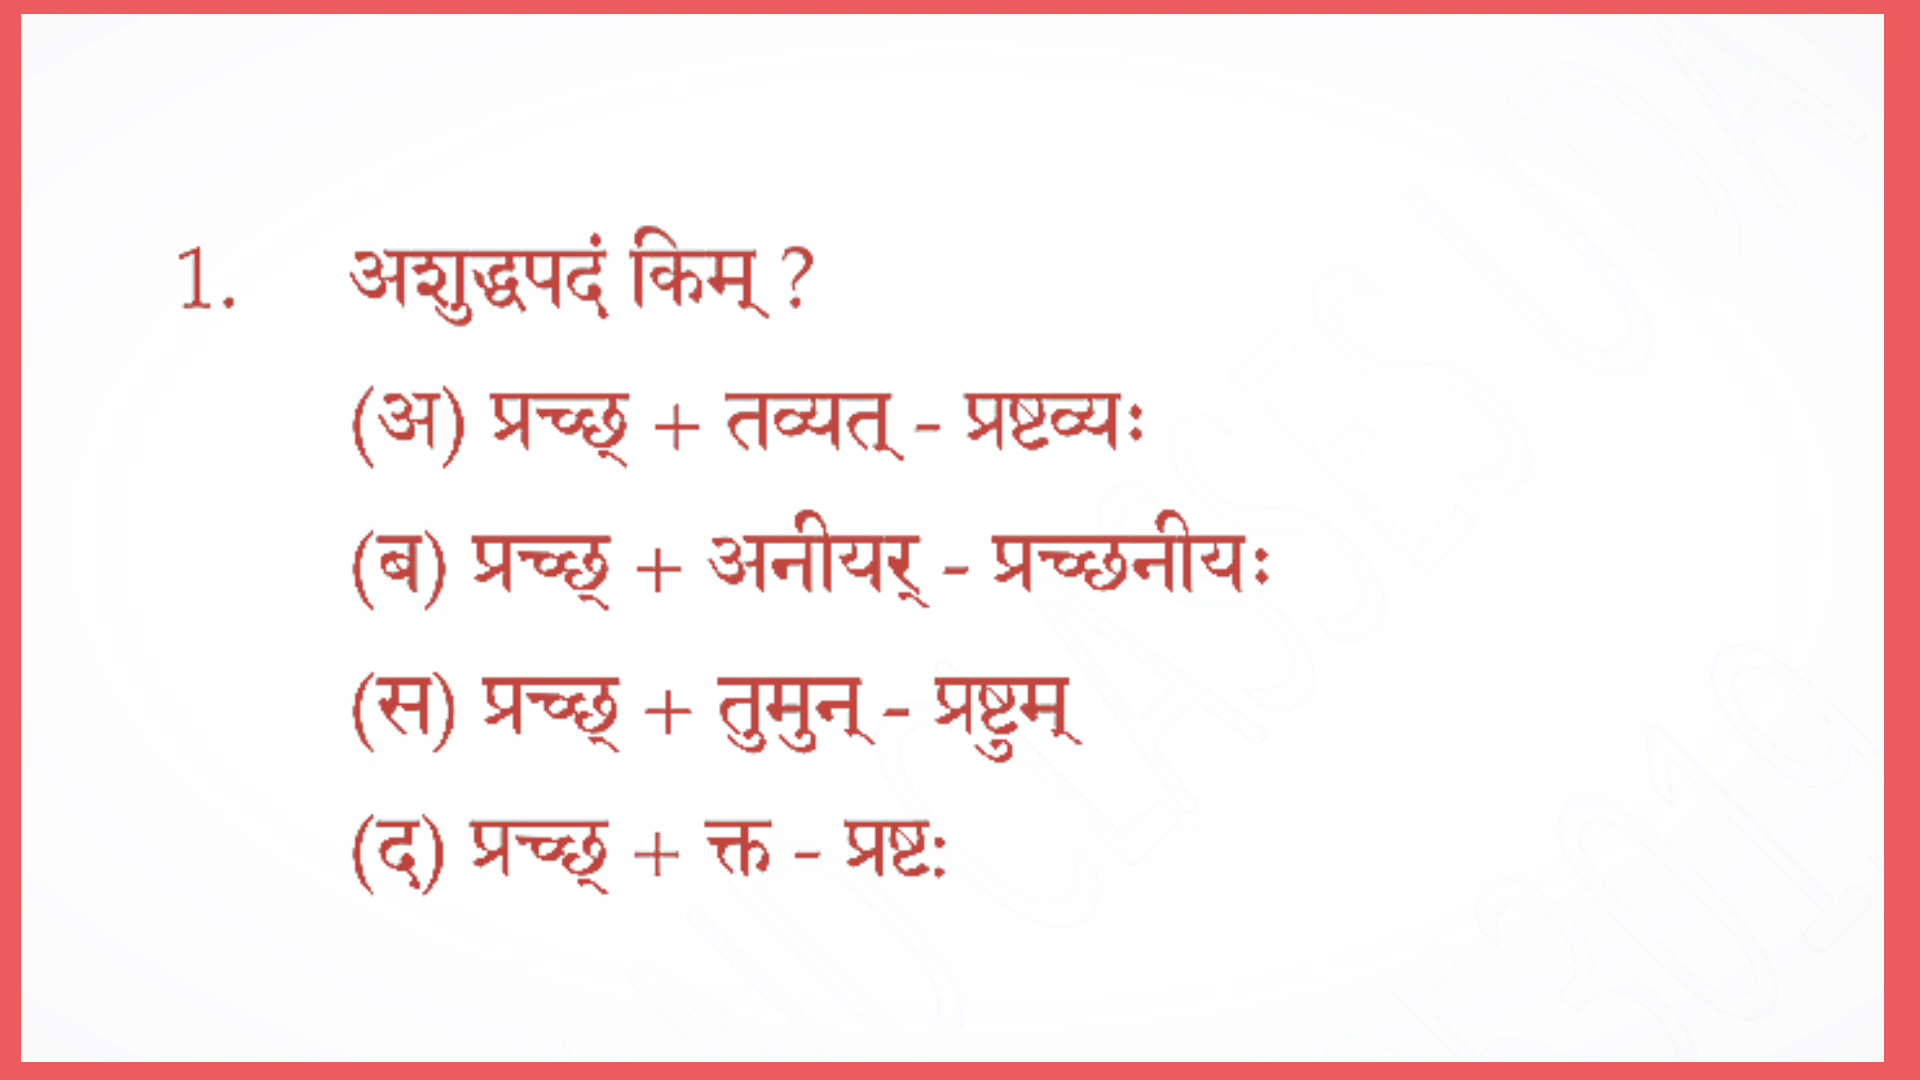 1. अशुद्धपदं किम् ?
(अ) प्रच्छ् + तव्यत् - प्रष्टव्यः
(ब) प्रच्छ् + अनीयर् - प्रच्छनीयः
(स) प्रच्छ् + तुमुन् - प्रष्टुम्
(द) प्रच्छ् + क्त - प्रष्टः